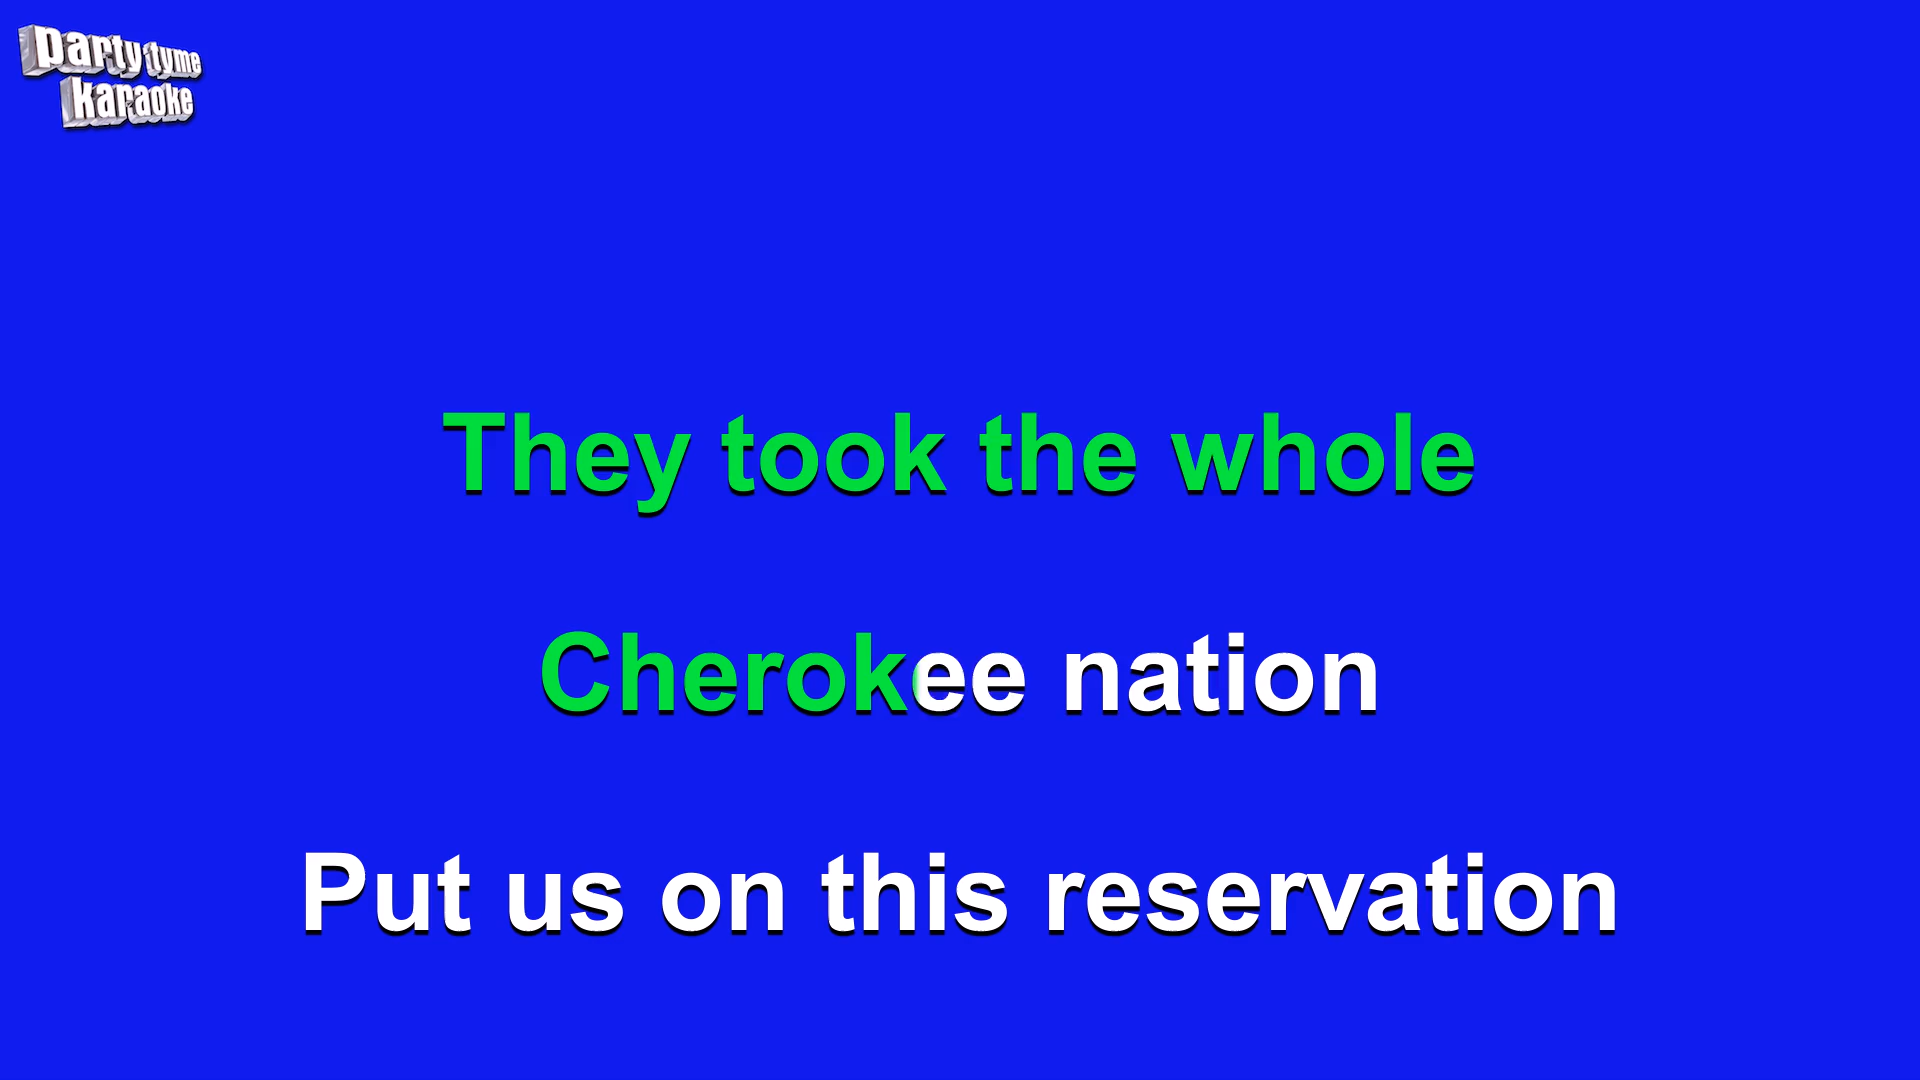 party tyme
karaoke
They took the whole
Cherokee nation
Put us on this reservation